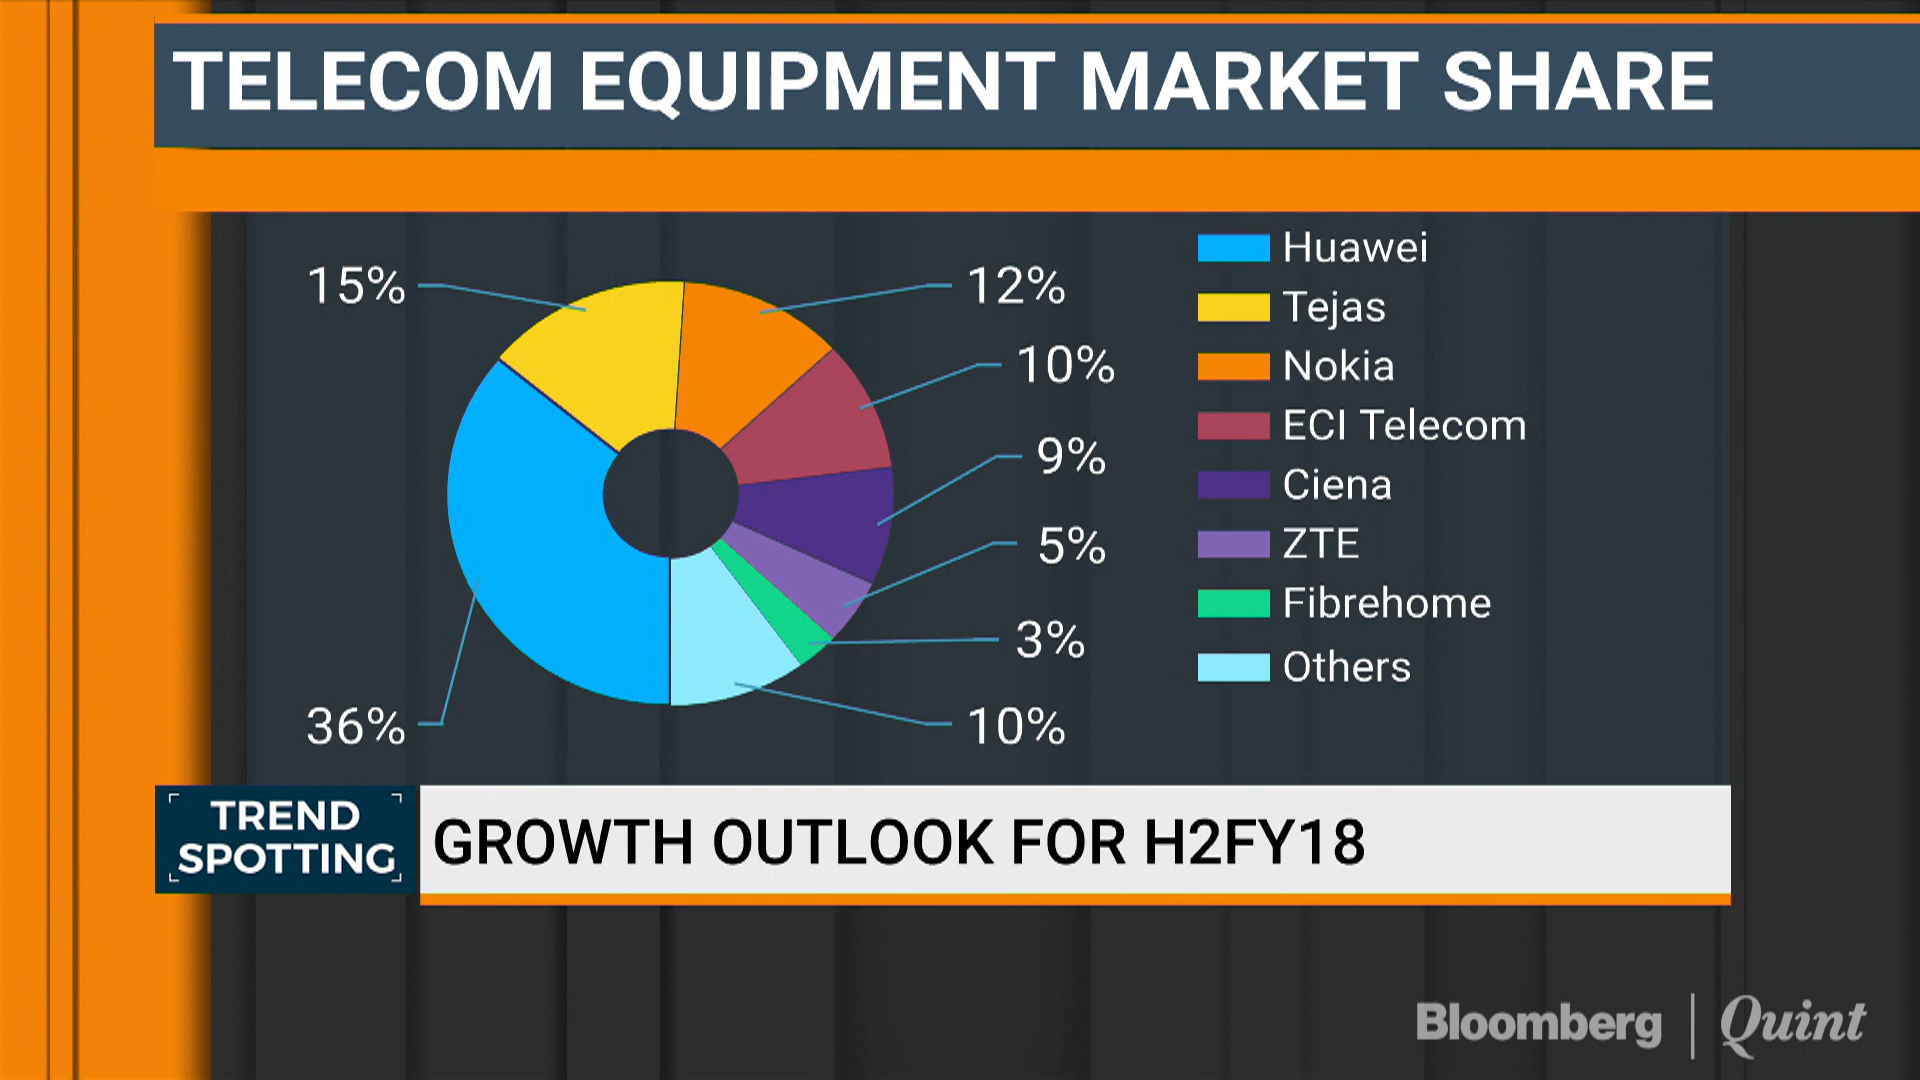 TELECOM EQUIPMENT MARKET SHARE
15%
12%
10%
9%
5%
3%
10%
36%
Huawei
Tejas
Nokia
ECI Telecom
Ciena
ZTE
Fibrehome
Others
TREND
SPOTTING
GROWTH OUTLOOK FOR H2FY18
Bloomberg | Quint